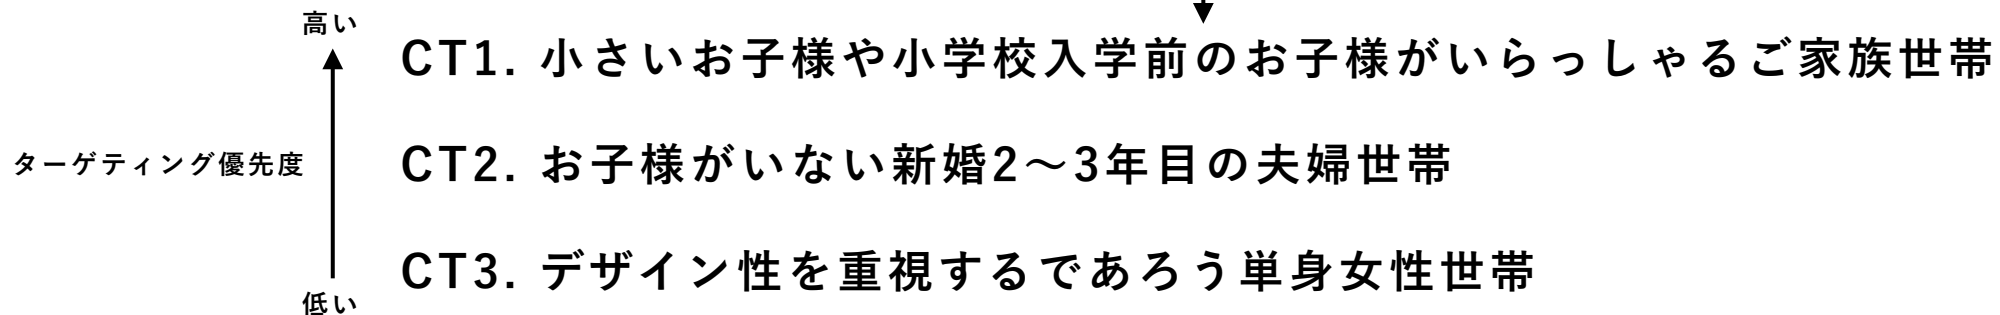 高い
CT1. 小さいお子様や小学校入学前のお子様がいらっしゃるご家族世帯
ターゲティング優先度
CT2. お子様がいない新婚2〜3年目の夫婦世帯
CT3. デザイン性を重視するであろう単身女性世帯
低い